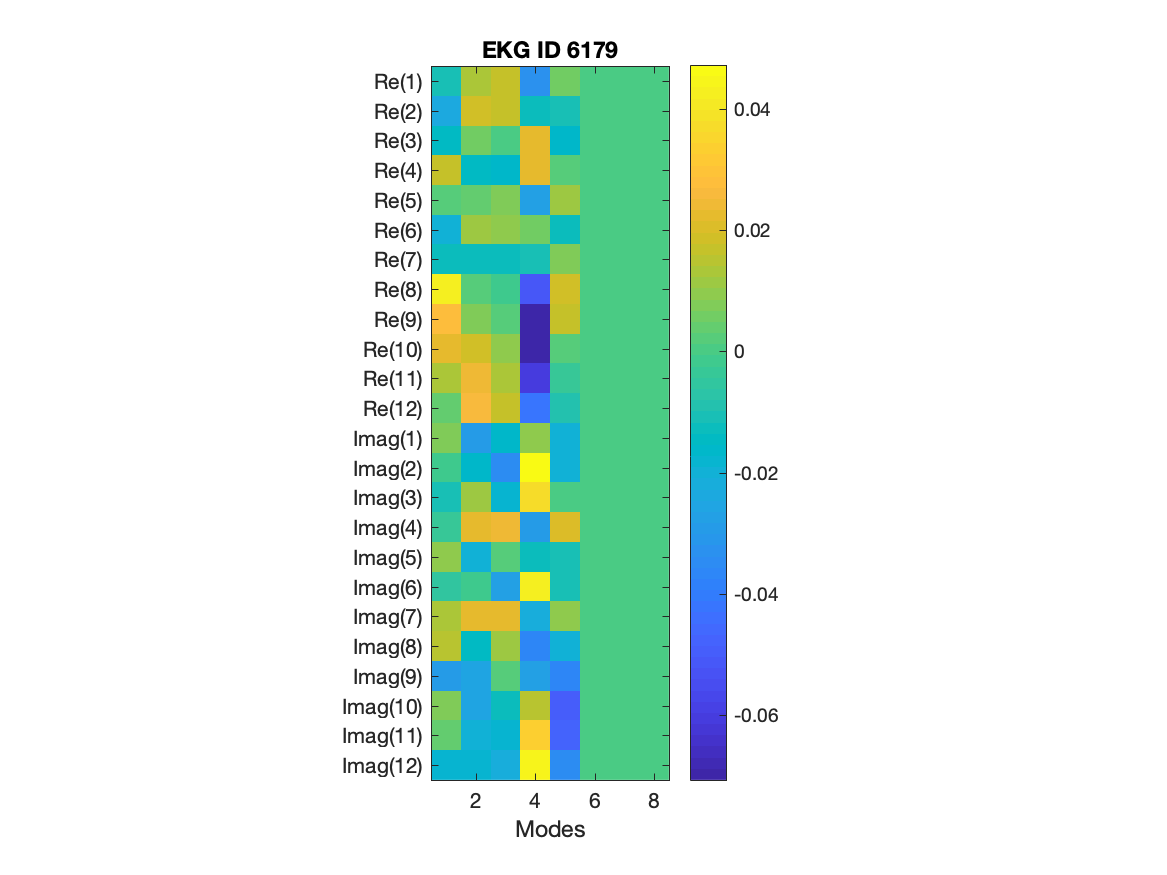 EKG ID 6179
Re(1)
Re(2)
Re(3)
Re(4)
Re(5)
Re(6)
Re(7)
Re(8)
Re(9)
Re(10)
Re(11)
Re(12)
Imag(1)
Imag(2)
Imag(3)
Imag(4)
Imag(5)
Imag(6)
Imag(7)
Imag(8)
Imag(9)
Imag(10)
Imag(11)
Imag(12)
2 4 6 8
Modes
0.04
0.02
0
-0.02
-0.04
-0.06